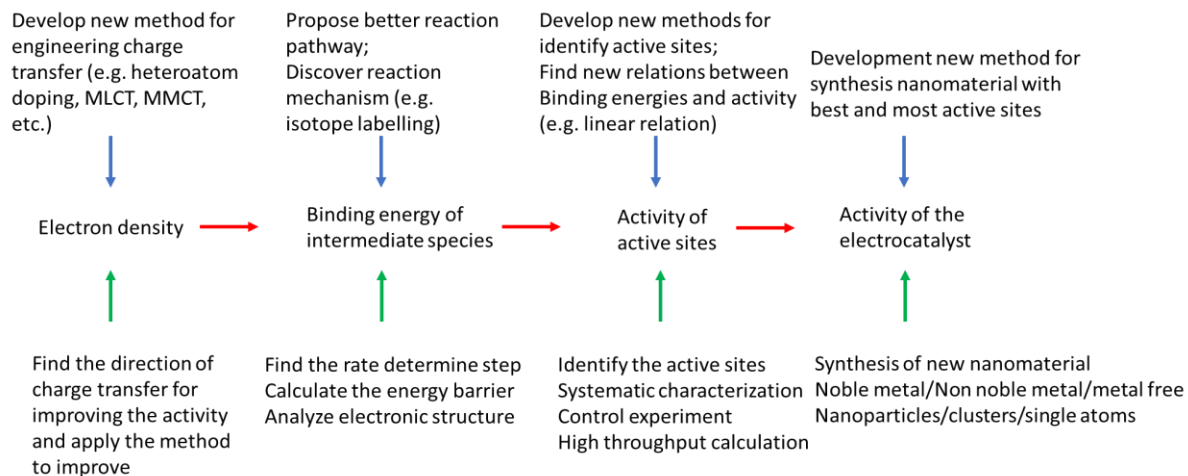 Develop new method for
engineering charge
transfer (e.g. heteroatom
doping, MLCT, MMCT,
etc.)
Propose better reaction
pathway;
Discover reaction
mechanism (e.g.
isotope labelling)
Develop new methods for
identify active sites;
Find new relations between
Binding energies and activity
(e.g. linear relation)
Development new method for
synthesis nanomaterial with
best and most active sites
Electron density
Binding energy of
intermediate species
Activity of
active sites
Activity of the
electrocatalyst
Find the direction of
charge transfer for
improving the activity
and apply the method
to improve
Find the rate determine step
Calculate the energy barrier
Analyze electronic structure
Identify the active sites
Systematic characterization
Control experiment
High throughput calculation
Synthesis of new nanomaterial
Noble metal/Non noble metal/metal free
Nanoparticles/clusters/single atoms